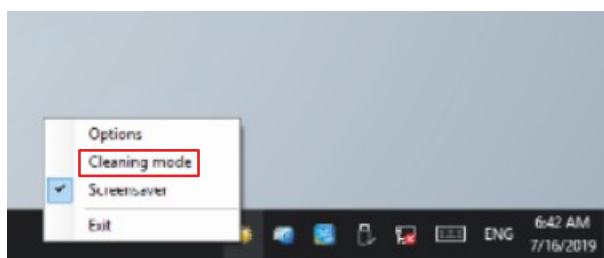 Options
Cleaning mode
Screensaver
Exit
ENG
6:42 AM
7/16/2019